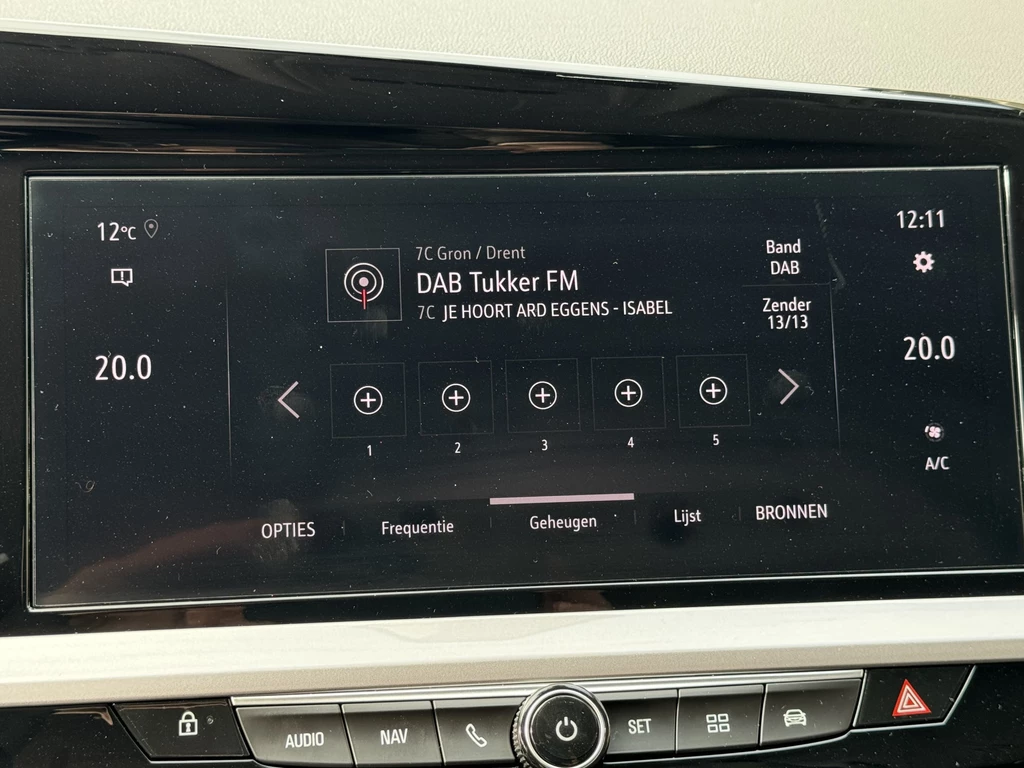 12°C
12:11
7C Gron / Drent
DAB Tukker FM
7C JE HOORT ARD EGGENS - ISABEL
Band
DAB
Zender
13/13
20.0
20.0
1
2
3
4
5
A/C
OPTIES
Frequentie
Geheugen
Lijst
BRONNEN
AUDIO
NAV
SET